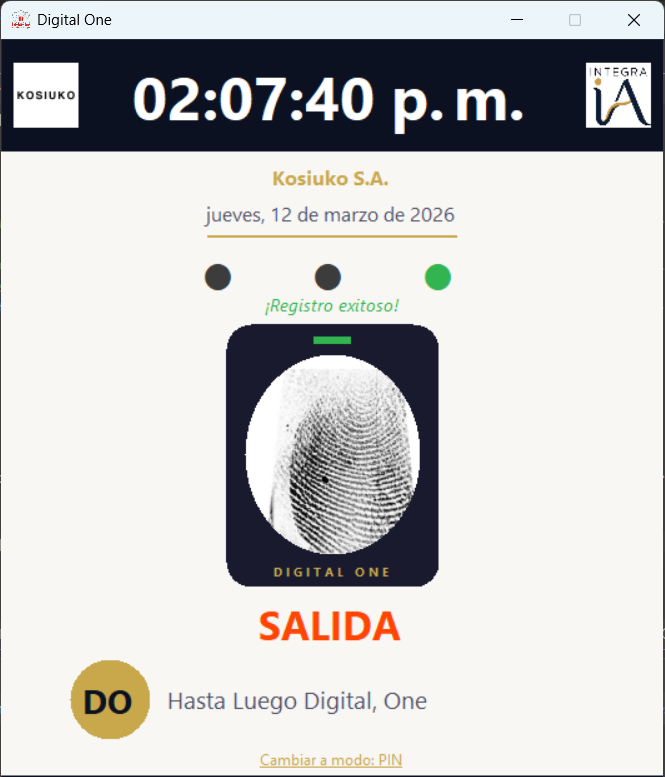 Digital One
KOSIUKO
02:07:40 p. m.
INTEGRA
iA
Kosiuko S.A.
jueves, 12 de marzo de 2026
¡Registro exitoso!
DIGITAL ONE
SALIDA
DO
Hasta Luego Digital, One
Cambiar a modo: PIN